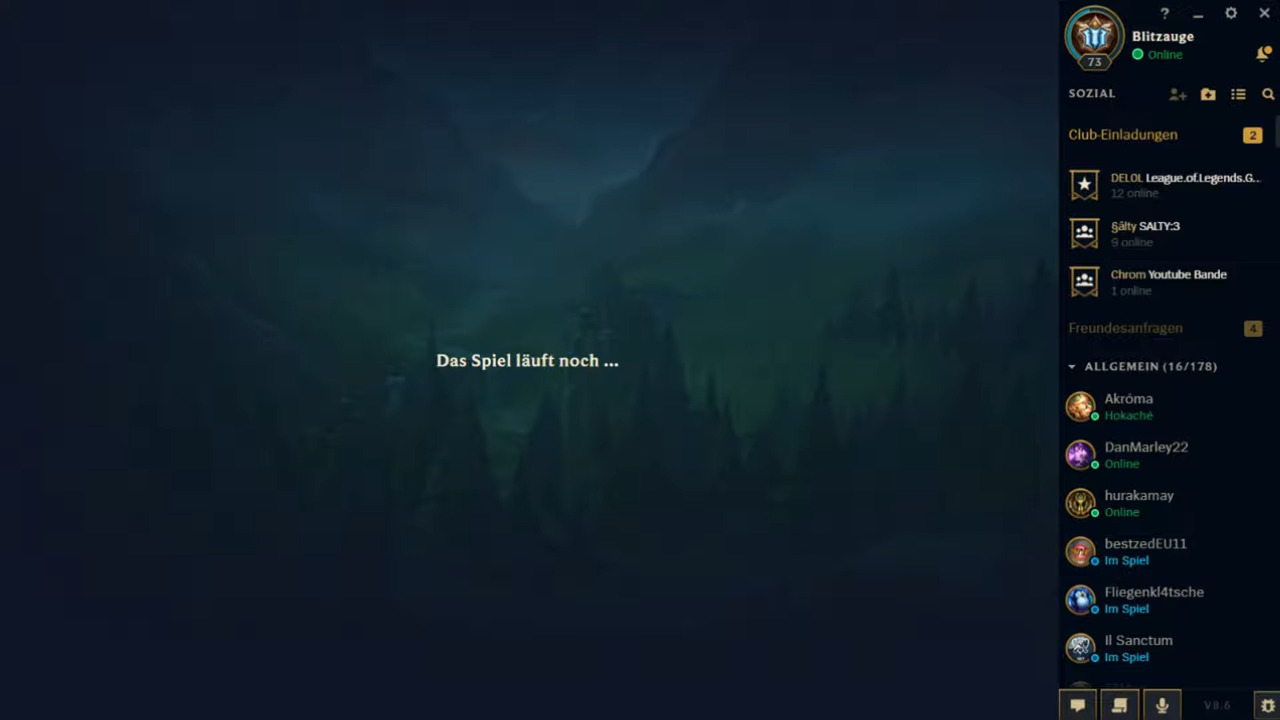 ?
Blitzauge
Online
73
SOZIAL
Club-Einladungen 2
DELOL League.of.Legends.G...
12 online
§ãlty SALTY:3
9 online
Chrom Youtube Bande
1 online
Freundesanfragen 4
Das Spiel läuft noch ...
ALLGEMEIN (16/178)
Akróma
Hokaché
DanMarley22
Online
hurakamay
Online
bestzedEU11
Im Spiel
Fliegenkl4tsche
Im Spiel
Il Sanctum
Im Spiel
V8.6